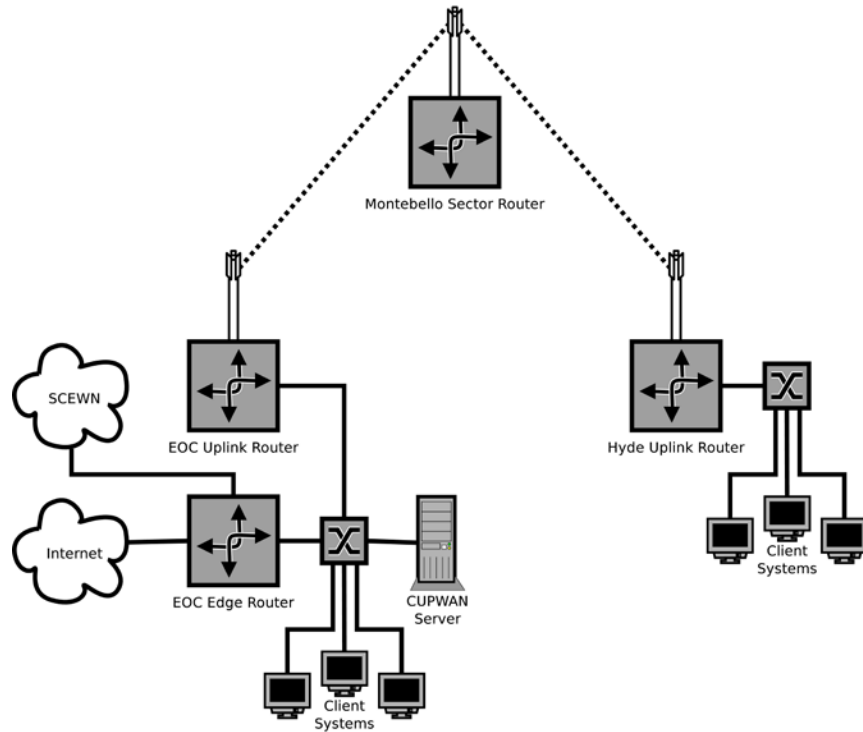 Montebello Sector Router
SCEWN
EOC Uplink Router
Hyde Uplink Router
Internet
EOC Edge Router
CUPWAN
Server
Client
Systems
Client
Systems